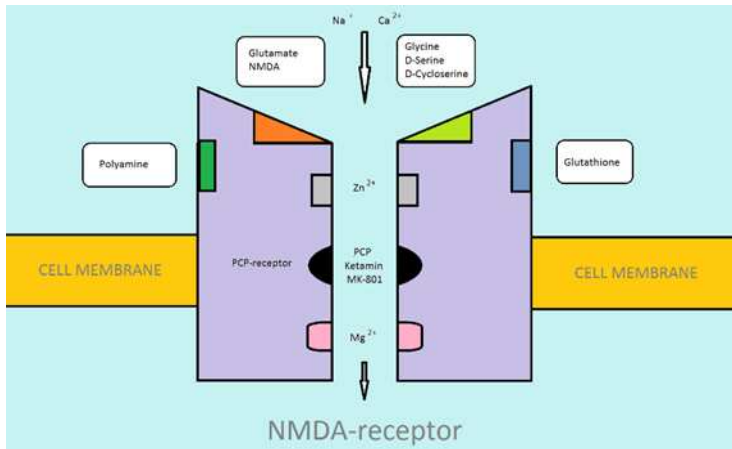 Na+ Ca2+
Glutamate
NMDA
Glycine
D-Serine
D-Cycloserine
Polyamine
Glutathione
Zn2+
CELL MEMBRANE
PCP-receptor
PCP
Ketamin
MK-801
CELL MEMBRANE
Mg2+
NMDA-receptor